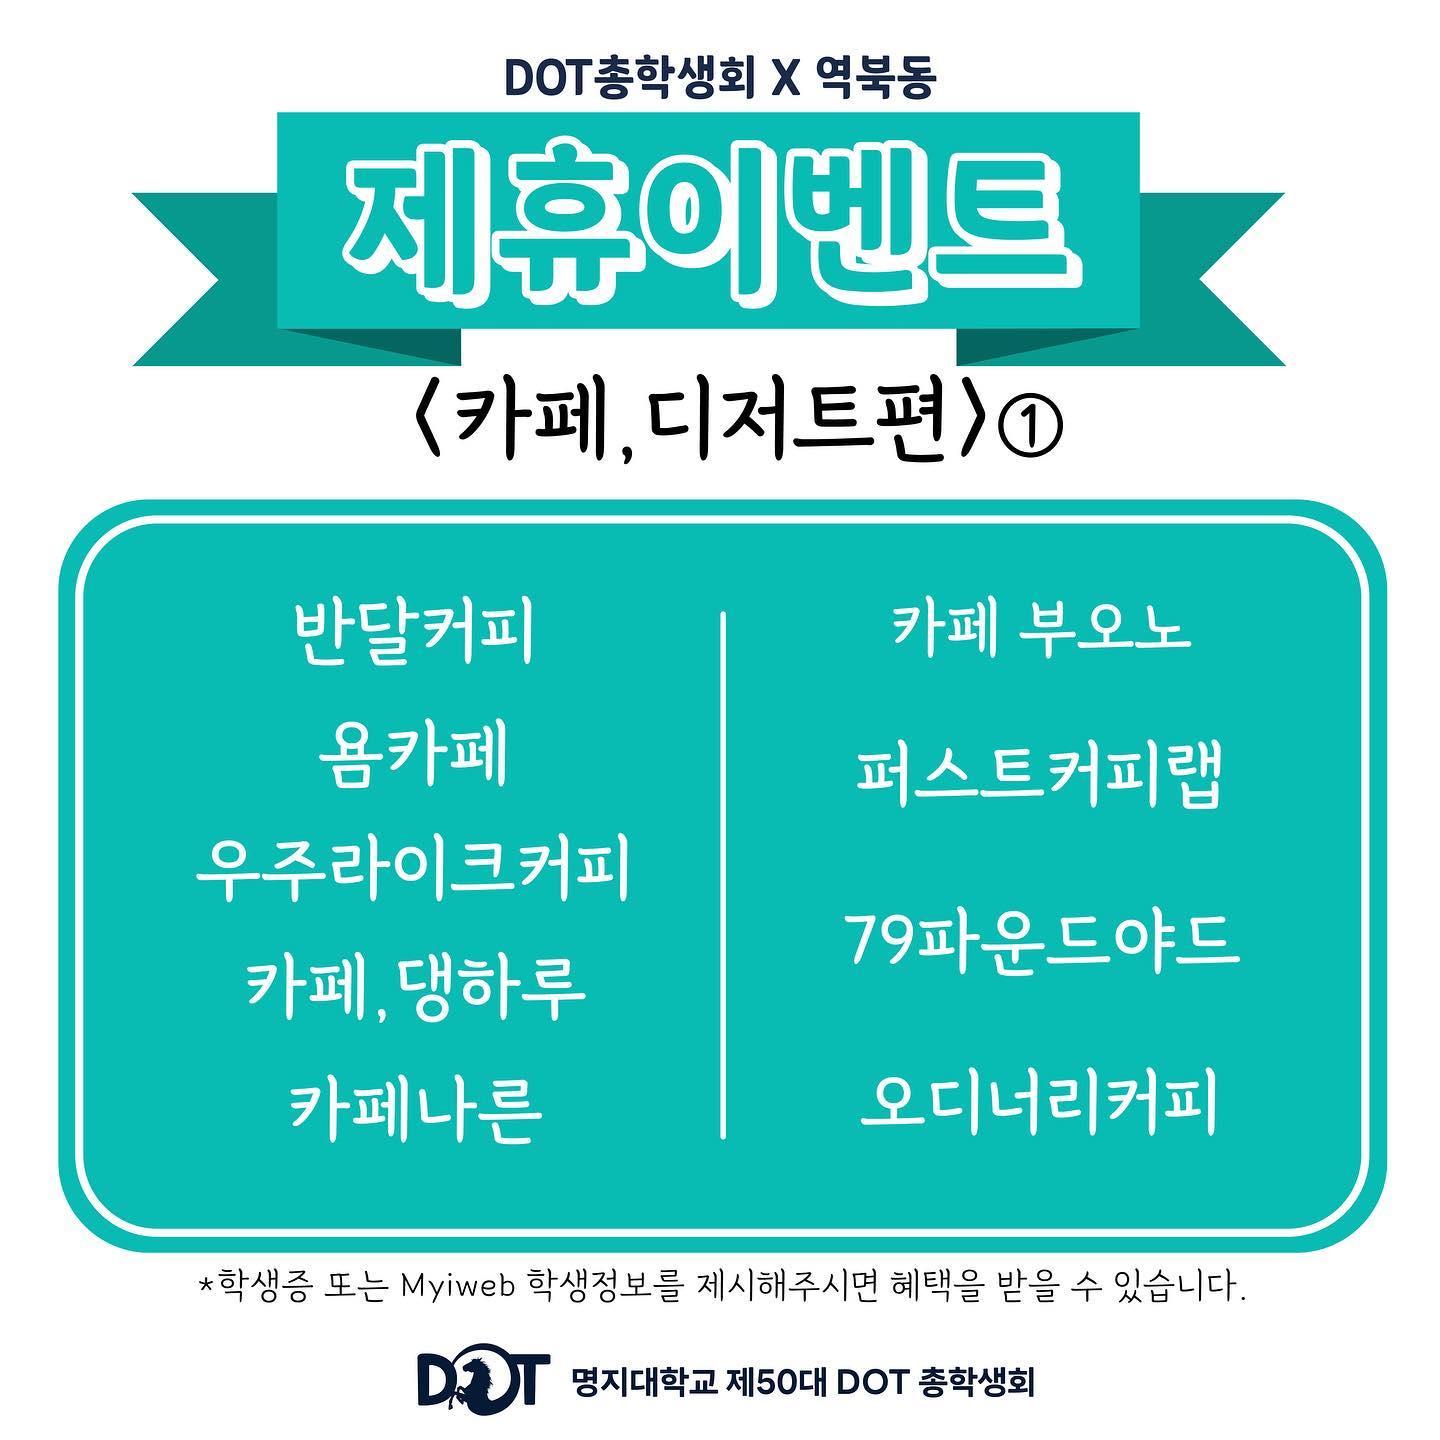 DOT총학생회 X 역북동
제휴이벤트
<카페,디저트편>①
반달커피
욤카페
우주라이크커피
카페,댕하루
카페나른
카페 부오노
퍼스트커피랩
79파운드야드
오디너리커피
*학생증 또는 Myiweb 학생정보를 제시해주시면 혜택을 받을 수 있습니다.
DOT 명지대학교 제50대 DOT 총학생회